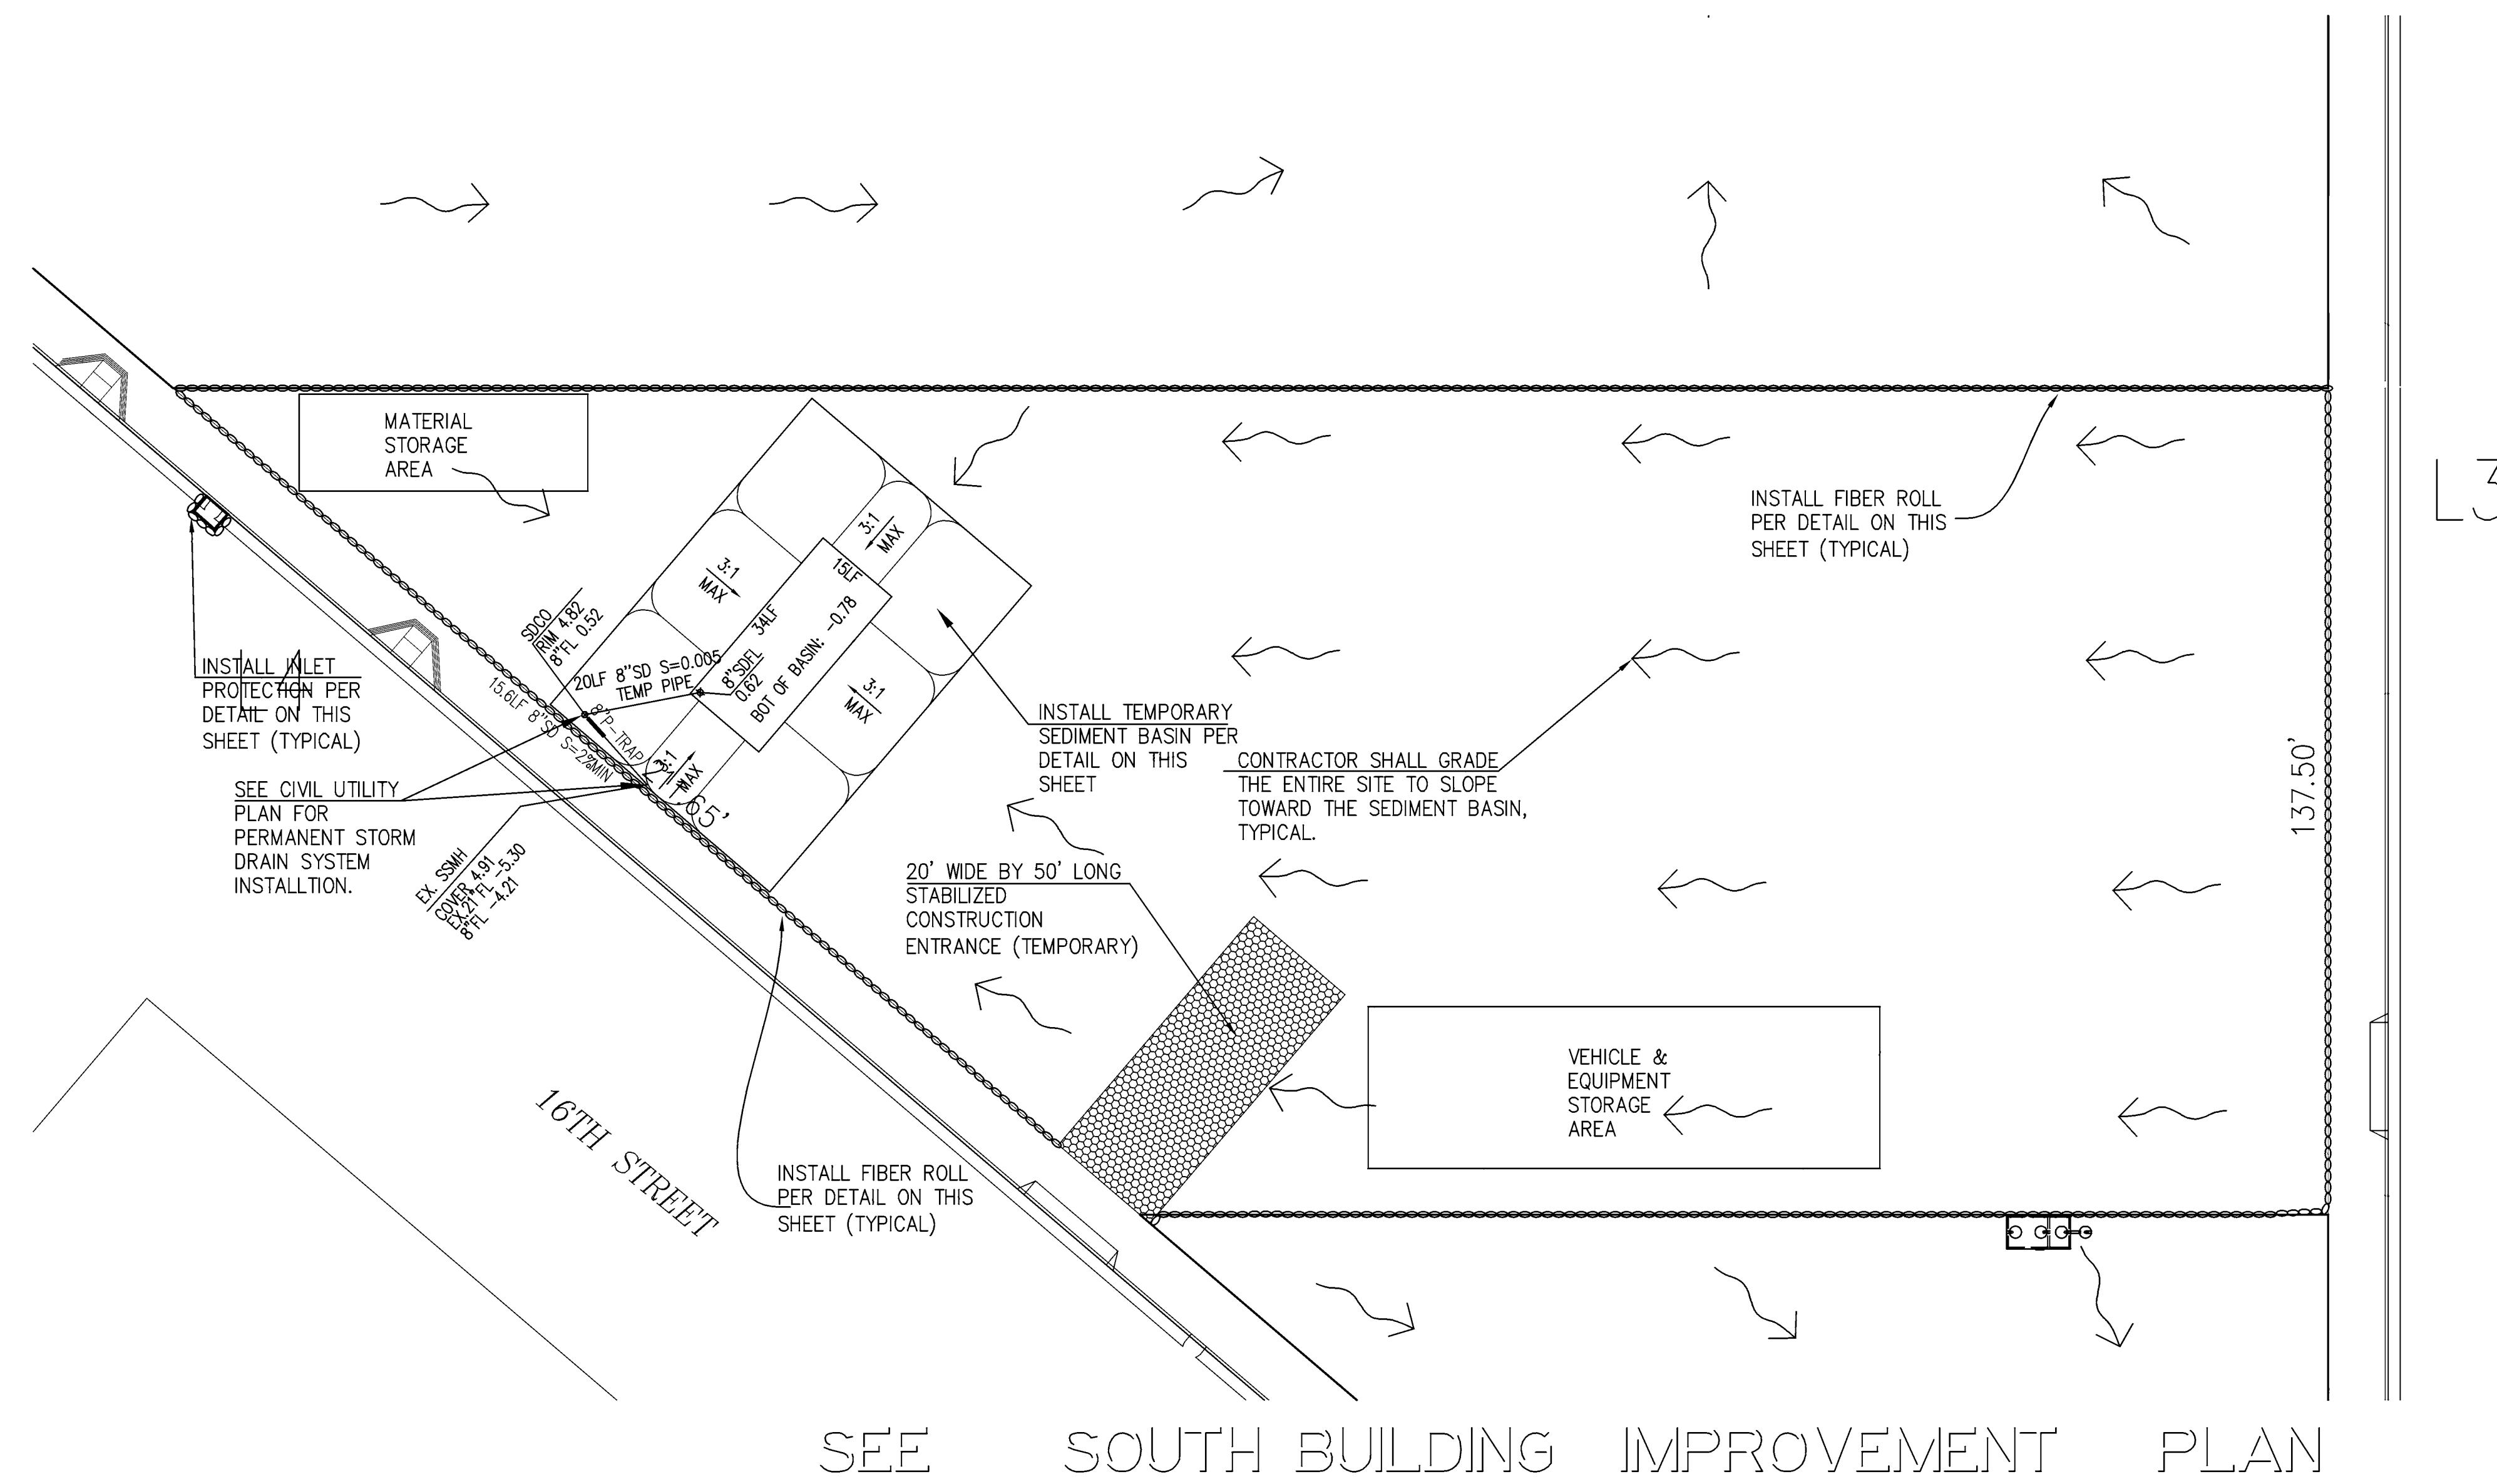 MATERIAL
STORAGE
AREA
INSTALL FIBER ROLL
PER DETAIL ON THIS
SHEET (TYPICAL)
3:1
MAX
3:1
MAX
15LF
34LF
BOT OF BASIN: -0.78
8"SDFL
0.62
SDCO
RIM 4.82
8"FL 0.52
20LF 8"SD S=0.005
TEMP PIPE
15.6LF 8"SD S=2%MIN
8"P-TRAP
3:1
MAX
3:1
MAX
INSTALL INLET
PROTECTION PER
DETAIL ON THIS
SHEET (TYPICAL)
INSTALL TEMPORARY
SEDIMENT BASIN PER
DETAIL ON THIS
SHEET
CONTRACTOR SHALL GRADE
THE ENTIRE SITE TO SLOPE
TOWARD THE SEDIMENT BASIN,
TYPICAL.
137.50'
SEE CIVIL UTILITY
PLAN FOR
PERMANENT STORM
DRAIN SYSTEM
INSTALLTION.
EX. SSMH
COVER 4.91
EX.21"FL -5.30
8"FL -4.21
20' WIDE BY 50' LONG
STABILIZED
CONSTRUCTION
ENTRANCE (TEMPORARY)
VEHICLE &
EQUIPMENT
STORAGE
AREA
16TH STREET
INSTALL FIBER ROLL
PER DETAIL ON THIS
SHEET (TYPICAL)
SEE SOUTH BUILDING IMPROVEMENT PLAN